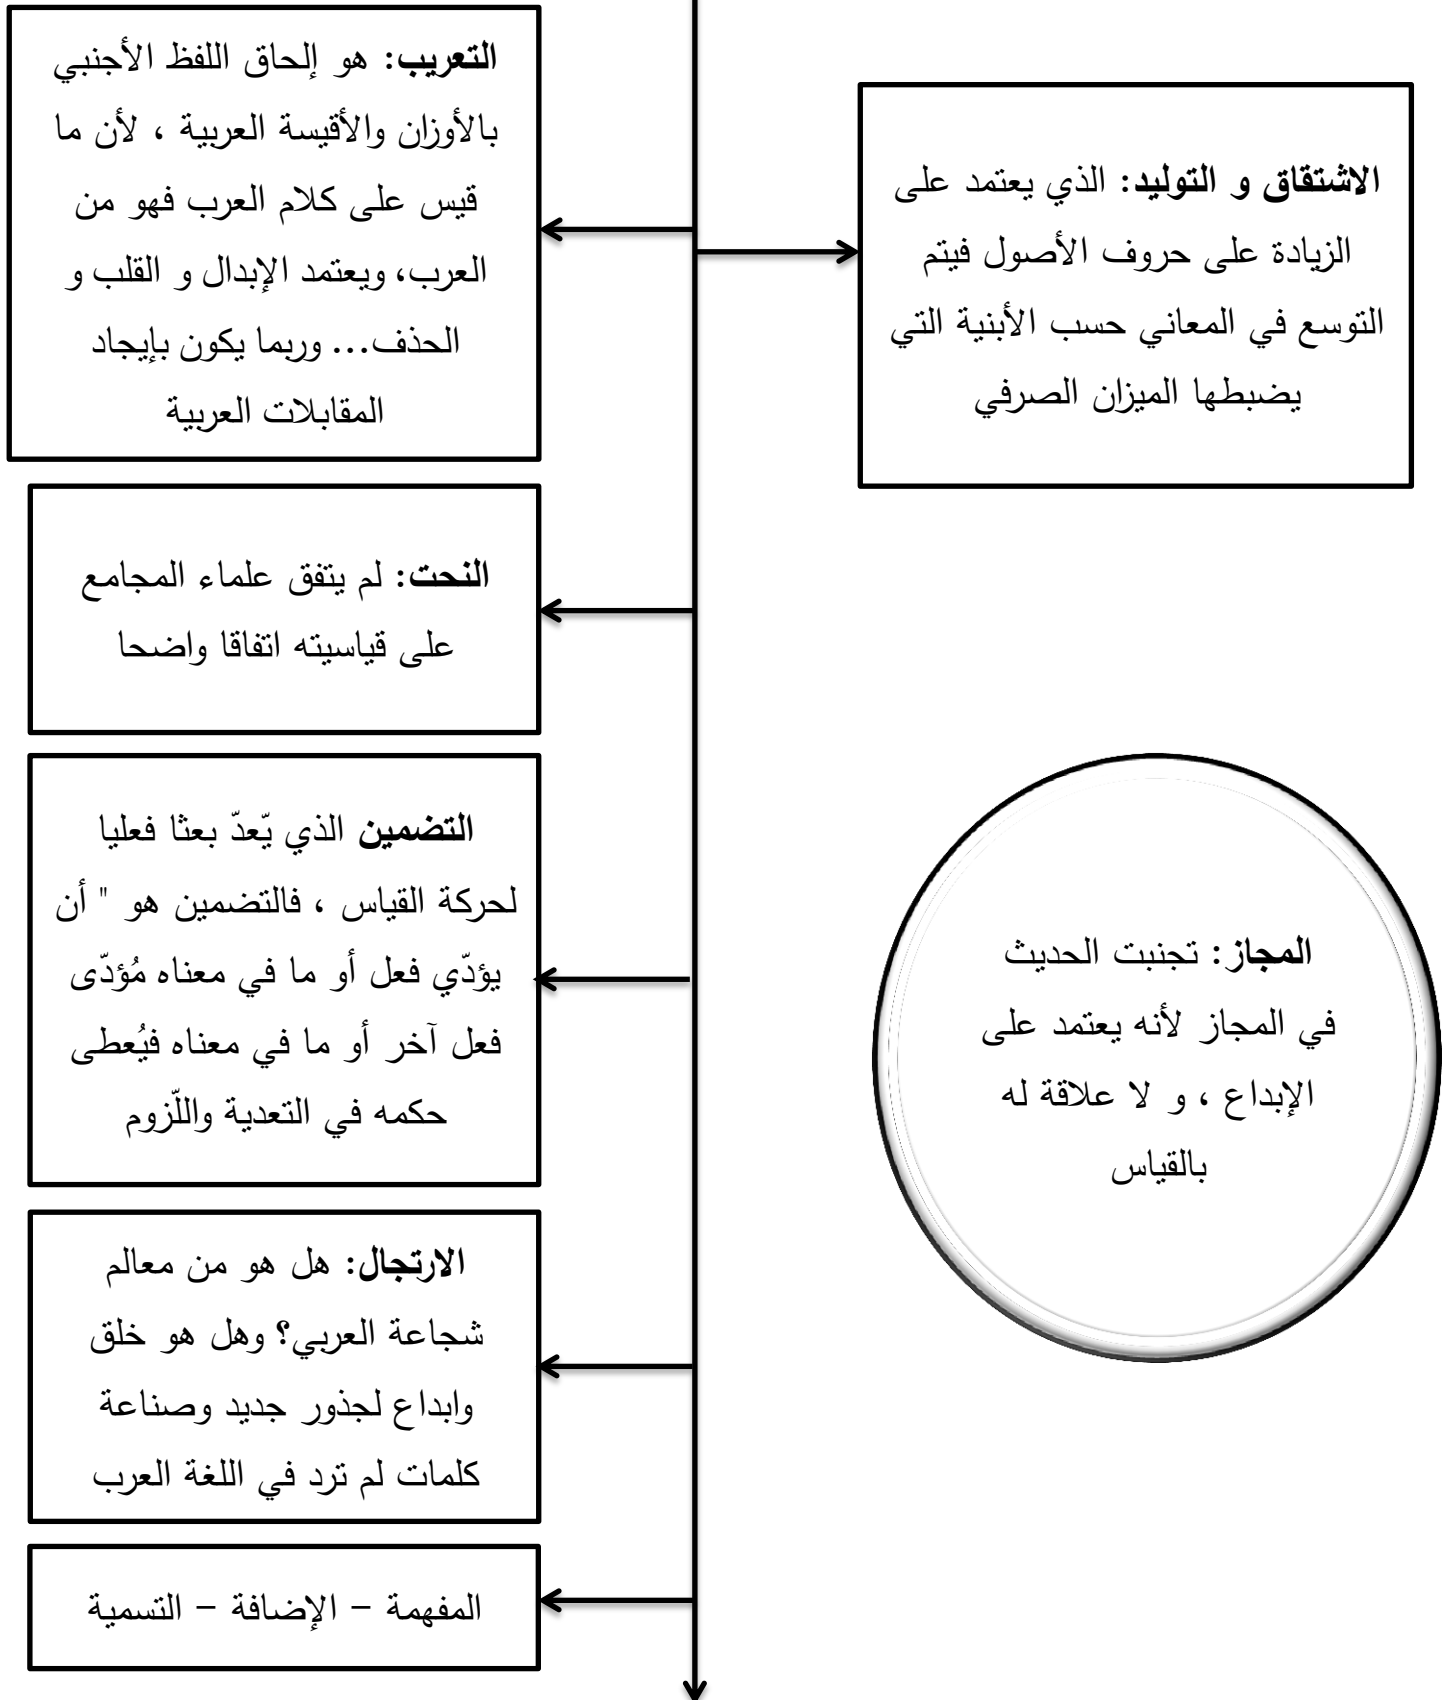 الاشتقاق و التوليد: الذي يعتمد على
الزيادة على حروف الأصول فيتم
التوسع في المعاني حسب الأبنية التي
يضبطها الميزان الصرفي
التعريب: هو إلحاق اللفظ الأجنبي
بالأوزان والأقيسة العربية ، لأن ما
قيس على كلام العرب فهو من
العرب، ويعتمد الإبدال و القلب و
الحذف... وربما يكون بإيجاد
المقابلات العربية
النحت: لم يتفق علماء المجامع
على قياسيته اتفاقا واضحا
التضمين الذي يّعدّ بعثا فعليا
لحركة القياس ، فالتضمين هو " أن
يؤدّي فعل أو ما في معناه مُؤدّى
فعل آخر أو ما في معناه فيُعطى
حكمه في التعدية واللّزوم
المجاز: تجنبت الحديث
في المجاز لأنه يعتمد على
الإبداع ، و لا علاقة له
بالقياس
الارتجال: هل هو من معالم
شجاعة العربي؟ وهل هو خلق
وابداع لجذور جديد وصناعة
كلمات لم ترد في اللغة العرب
المفهمة – الإضافة – التسمية